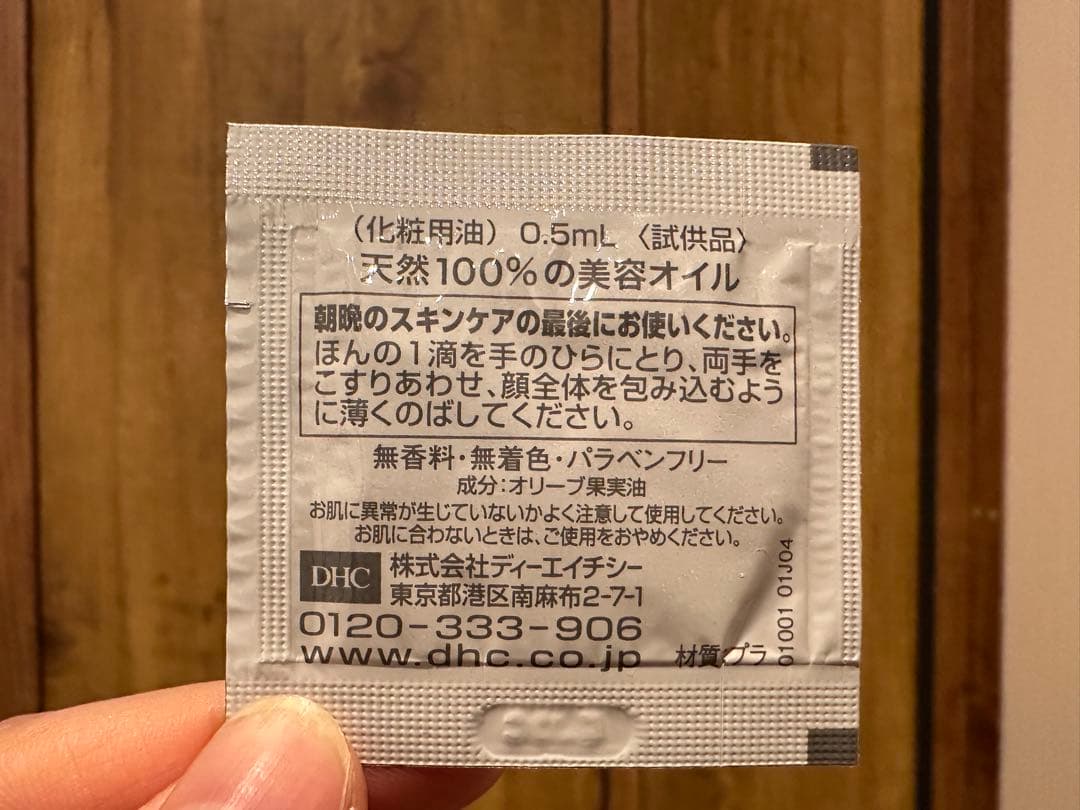 （化粧用油） 0.5mL 〈試供品〉
天然100%の美容オイル
朝晩のスキンケアの最後にお使いください。
ほんの1滴を手のひらにとり、両手を
こすりあわせ、顔全体を包み込むよう
に薄くのばしてください。
無香料・無着色・パラベンフリー
成分：オリーブ果実油
お肌に異常が生じていないかよく注意して使用してください。
お肌に合わないときは、ご使用をおやめください。
DHC 株式会社ディーエイチシー
東京都港区南麻布2-7-1
0120-333-906
www.dhc.co.jp
材質：プラ
01001 01J04